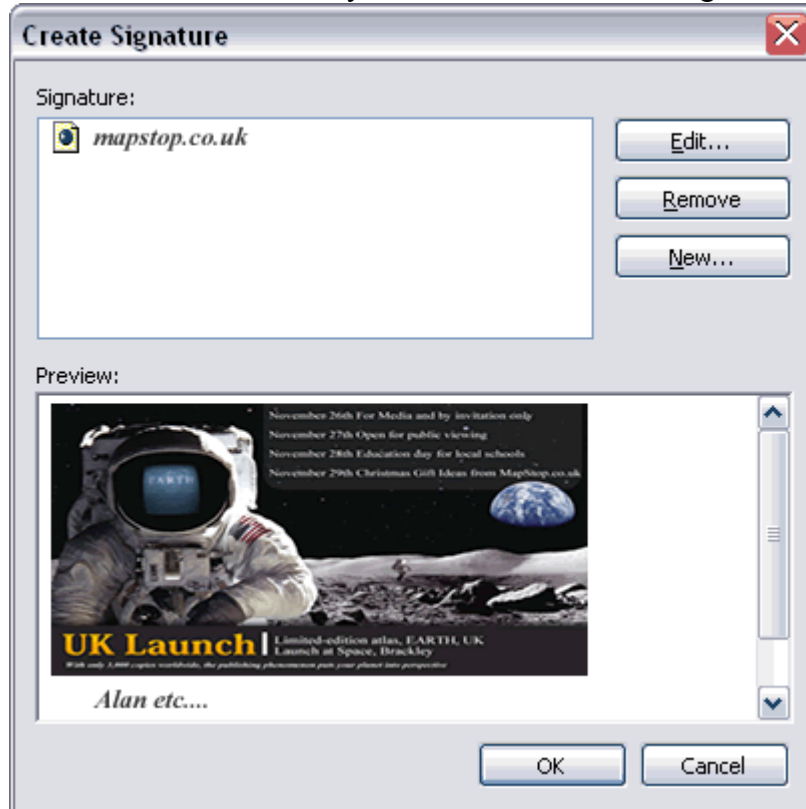 Create Signature
Signature:
mapstop.co.uk
Edit...
Remove
New...
Preview:
November 26th For Media and by invitation only
November 27th Open for public viewing
November 28th Education day for local schools
November 29th Christmas Gift Ideas from MapStop.co.uk
EARTH
UK Launch
Limited-edition atlas, EARTH, UK
Launch at Space, Brackley
With only 3,000 copies worldwide, the publishing phenomenon puts your planet into perspective
Alan etc....
OK
Cancel